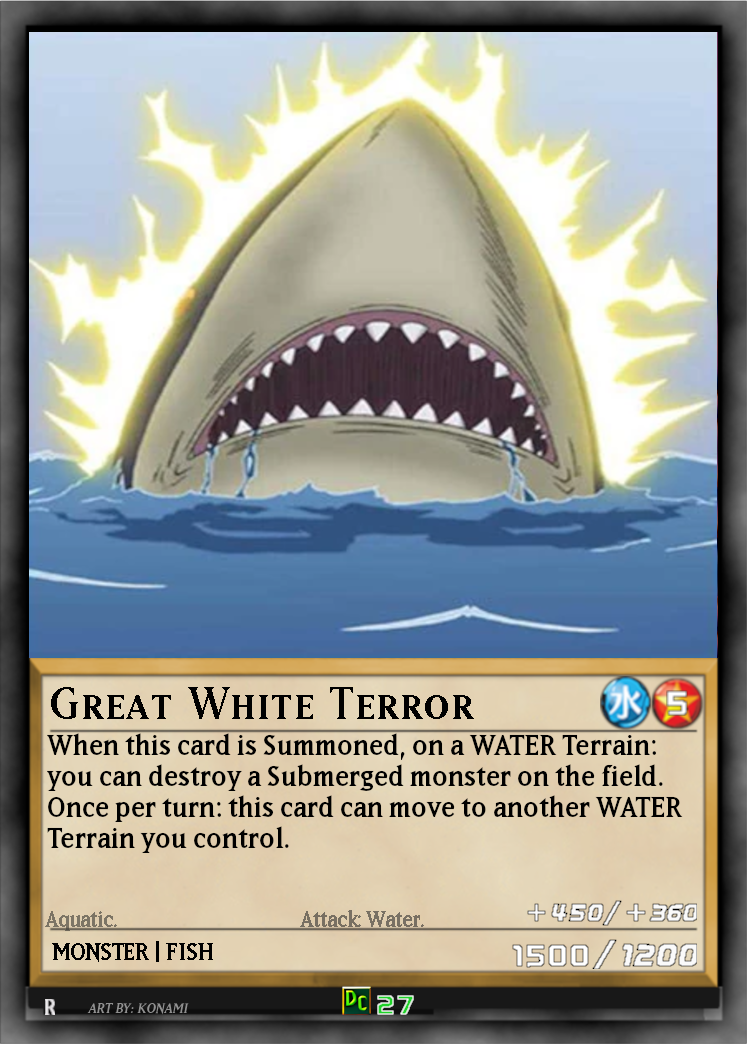 Great White Terror 水 5
When this card is Summoned, on a WATER Terrain:
you can destroy a Submerged monster on the field.
Once per turn: this card can move to another WATER
Terrain you control.
Aquatic. Attack: Water. +450/+360
MONSTER | FISH 1500/1200
R ART BY: KONAMI DC 27